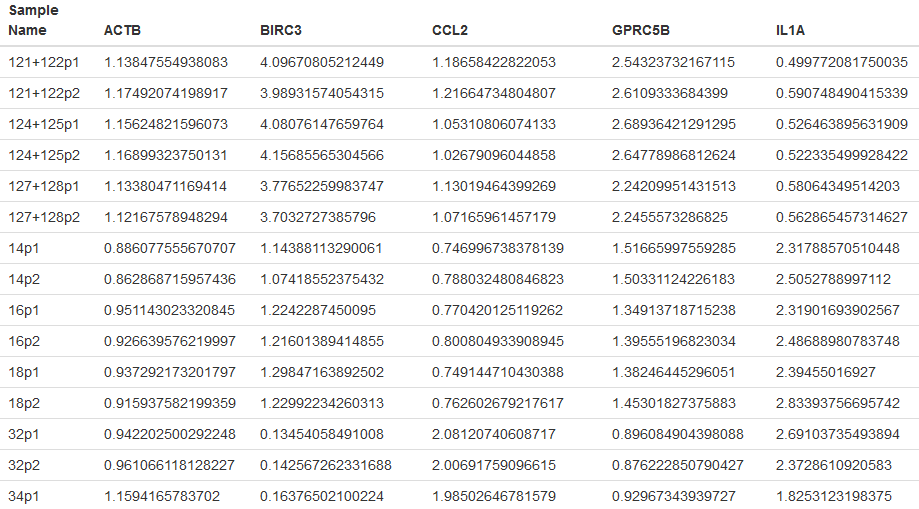 Sample
Name ACTB BIRC3 CCL2 GPRC5B IL1A
121+122p1 1.13847554938083 4.09670805212449 1.18658422822053 2.54323732167115 0.499772081750035
121+122p2 1.17492074198917 3.98931574054315 1.21664734804807 2.6109333684399 0.590748490415339
124+125p1 1.15624821596073 4.08076147659764 1.05310806074133 2.68936421291295 0.526463895631909
124+125p2 1.16899323750131 4.15685565304566 1.02679096044858 2.64778986812624 0.522335499928422
127+128p1 1.13380471169414 3.77652259983747 1.13019464399269 2.24209951431513 0.58064349514203
127+128p2 1.12167578948294 3.7032727385796 1.07165961457179 2.2455573286825 0.562865457314627
14p1 0.886077555670707 1.14388113290061 0.746996738378139 1.51665997559285 2.31788570510448
14p2 0.862868715957436 1.07418552375432 0.788032480846823 1.50331124226183 2.5052788997112
16p1 0.951143023320845 1.2242287450095 0.770420125119262 1.34913718715238 2.31901693902567
16p2 0.926639576219997 1.21601389414855 0.800804933908945 1.39555196823034 2.48688980783748
18p1 0.937292173201797 1.29847163892502 0.749144710430388 1.38246445296051 2.39455016927
18p2 0.915937582199359 1.22992234260313 0.762602679217617 1.45301827375883 2.83393756695742
32p1 0.942202500292248 0.13454058491008 2.08120740608717 0.896084904398088 2.69103735493894
32p2 0.961066118128227 0.142567262331688 2.00691759096615 0.876222850790427 2.3728610920583
34p1 1.1594165783702 0.16376502100224 1.98502646781579 0.92967343939727 1.8253123198375